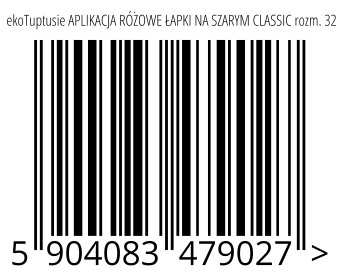 ekoTuptusie APLIKACJA RÓŻOWE ŁAPKI NA SZARYM CLASSIC rozm. 32
5 904083 479027 >